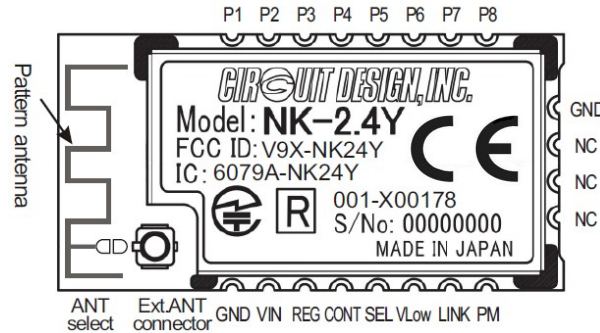 P1 P2 P3 P4 P5 P6 P7 P8
Pattern antenna
CIRCUIT DESIGN, INC.
Model: NK-2.4Y
FCC ID: V9X-NK24Y
IC: 6079A-NK24Y
CE
R 001-X00178
S/No: 00000000
MADE IN JAPAN
GND
NC
NC
NC
ANT select
Ext.ANT connector
GND VIN REG CONT SEL VLow LINK PM